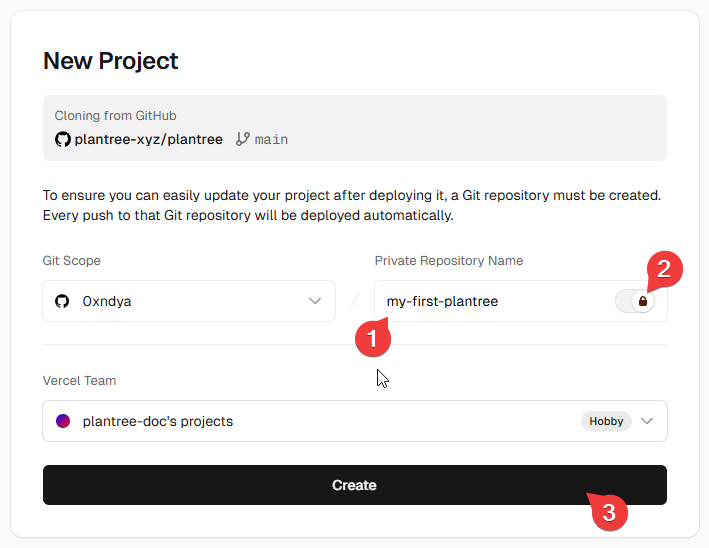 New Project
Cloning from GitHub
plantree-xyz/plantree main
To ensure you can easily update your project after deploying it, a Git repository must be created.
Every push to that Git repository will be deployed automatically.
Git Scope
Private Repository Name
2
0xndya
/
my-first-plantree
1
Vercel Team
plantree-doc's projects
Hobby
Create
3